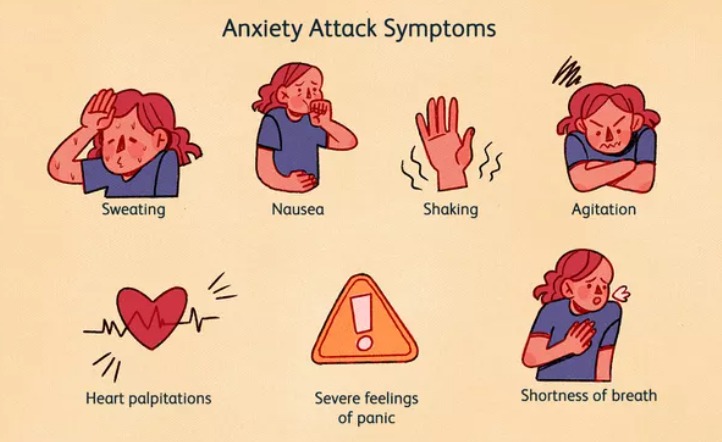 Anxiety Attack Symptoms
Sweating
Nausea
Shaking
Agitation
Heart palpitations
Severe feelings
of panic
Shortness of breath